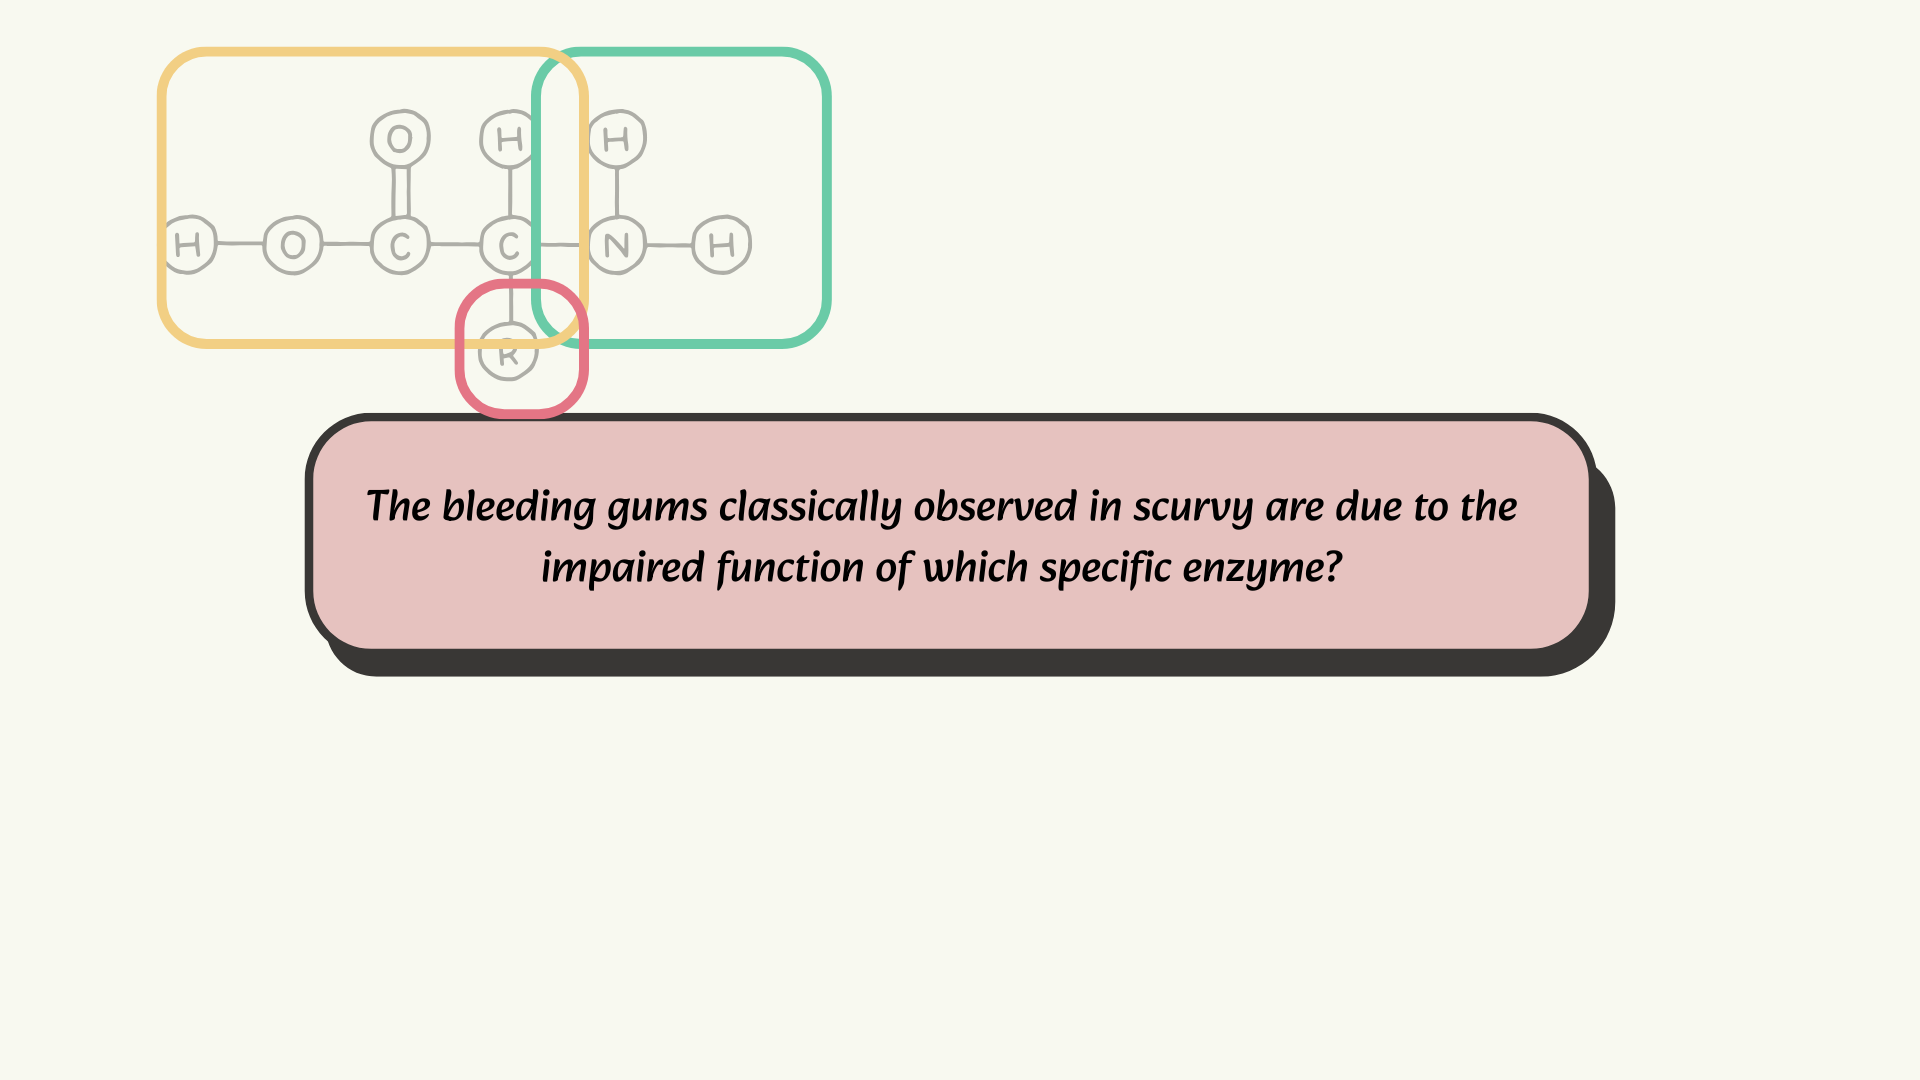 O H H
H O C C N H
R
The bleeding gums classically observed in scurvy are due to the
impaired function of which specific enzyme?